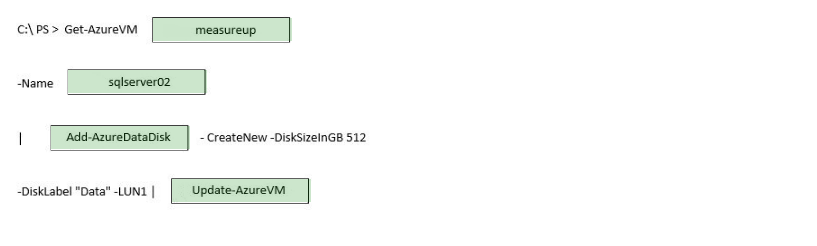 C:\ PS > Get-AzureVM measureup
-Name sqlserver02
| Add-AzureDataDisk - CreateNew -DiskSizeInGB 512
-DiskLabel "Data" -LUN1 | Update-AzureVM